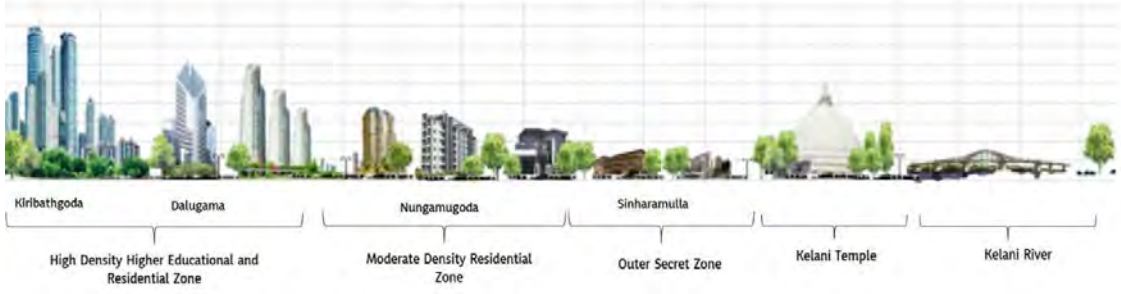 Kiribathgoda
Dalugama
Nungamugoda
Sinharamulla
High Density Higher Educational and
Residential Zone
Moderate Density Residential
Zone
Outer Secret Zone
Kelani Temple
Kelani River